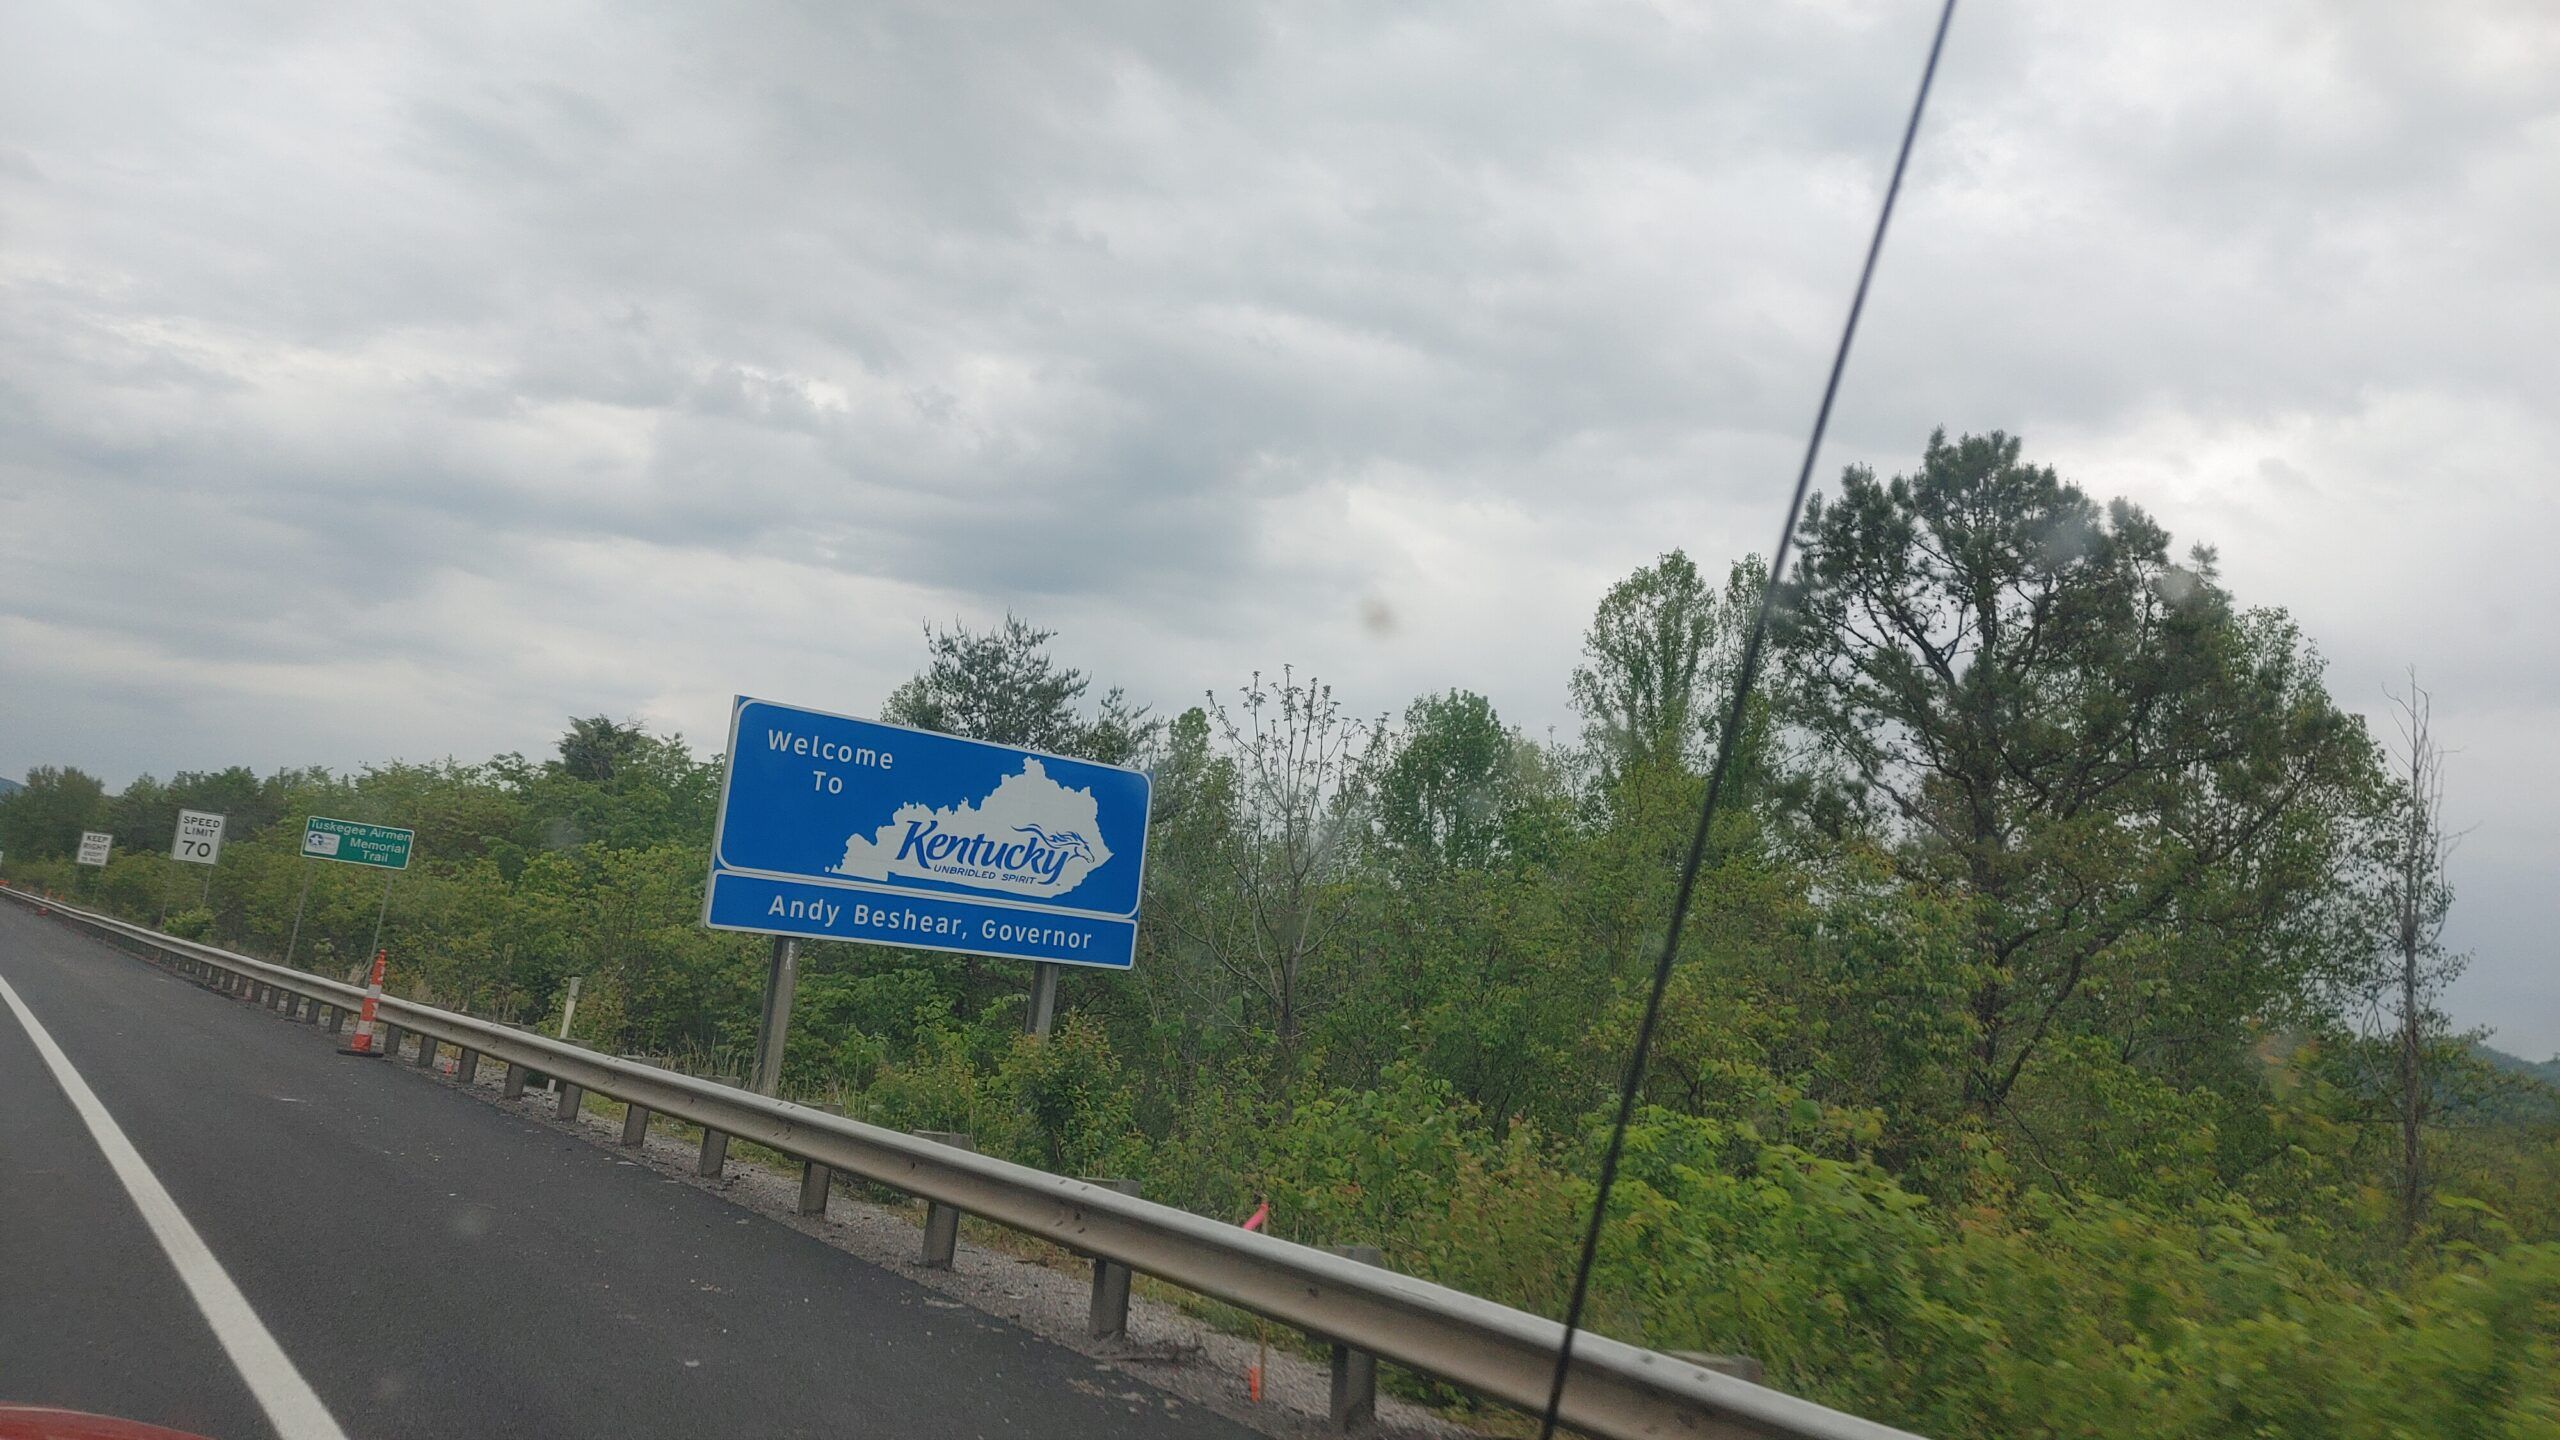 Welcome
To
Kentucky
UNBRIDLED SPIRIT
Andy Beshear, Governor
Tuskegee Airmen
Memorial
Trail
SPEED
LIMIT
70
KEEP
RIGHT